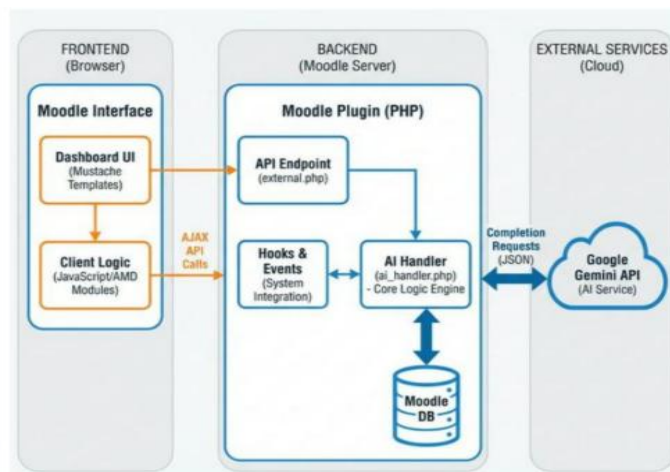 FRONTEND
(Browser)
BACKEND
(Moodle Server)
EXTERNAL SERVICES
(Cloud)
Moodle Interface
Dashboard UI
(Mustache
Templates)
Client Logic
(JavaScript/AMD
Modules)
AJAX
API
Calls
Moodle Plugin (PHP)
API Endpoint
(external.php)
Hooks &
Events
(System
Integration)
AI Handler
(ai_handler.php)
- Core Logic Engine
Moodle
DB
Completion
Requests
(JSON)
Google
Gemini API
(AI Service)